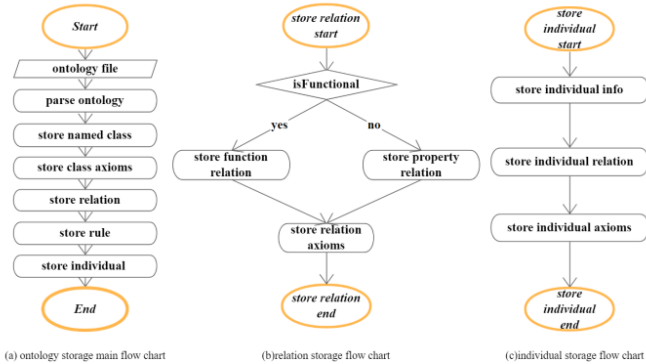 Start
ontology file
parse ontology
store named class
store class axioms
store relation
store rule
store individual
End
(a) ontology storage main flow chart
store relation
start
isFunctional
yes
no
store function
relation
store property
relation
store relation
axioms
store relation
end
(b)relation storage flow chart
store
individual
start
store individual info
store individual relation
store individual axioms
store
individual
end
(c)individual storage flow chart